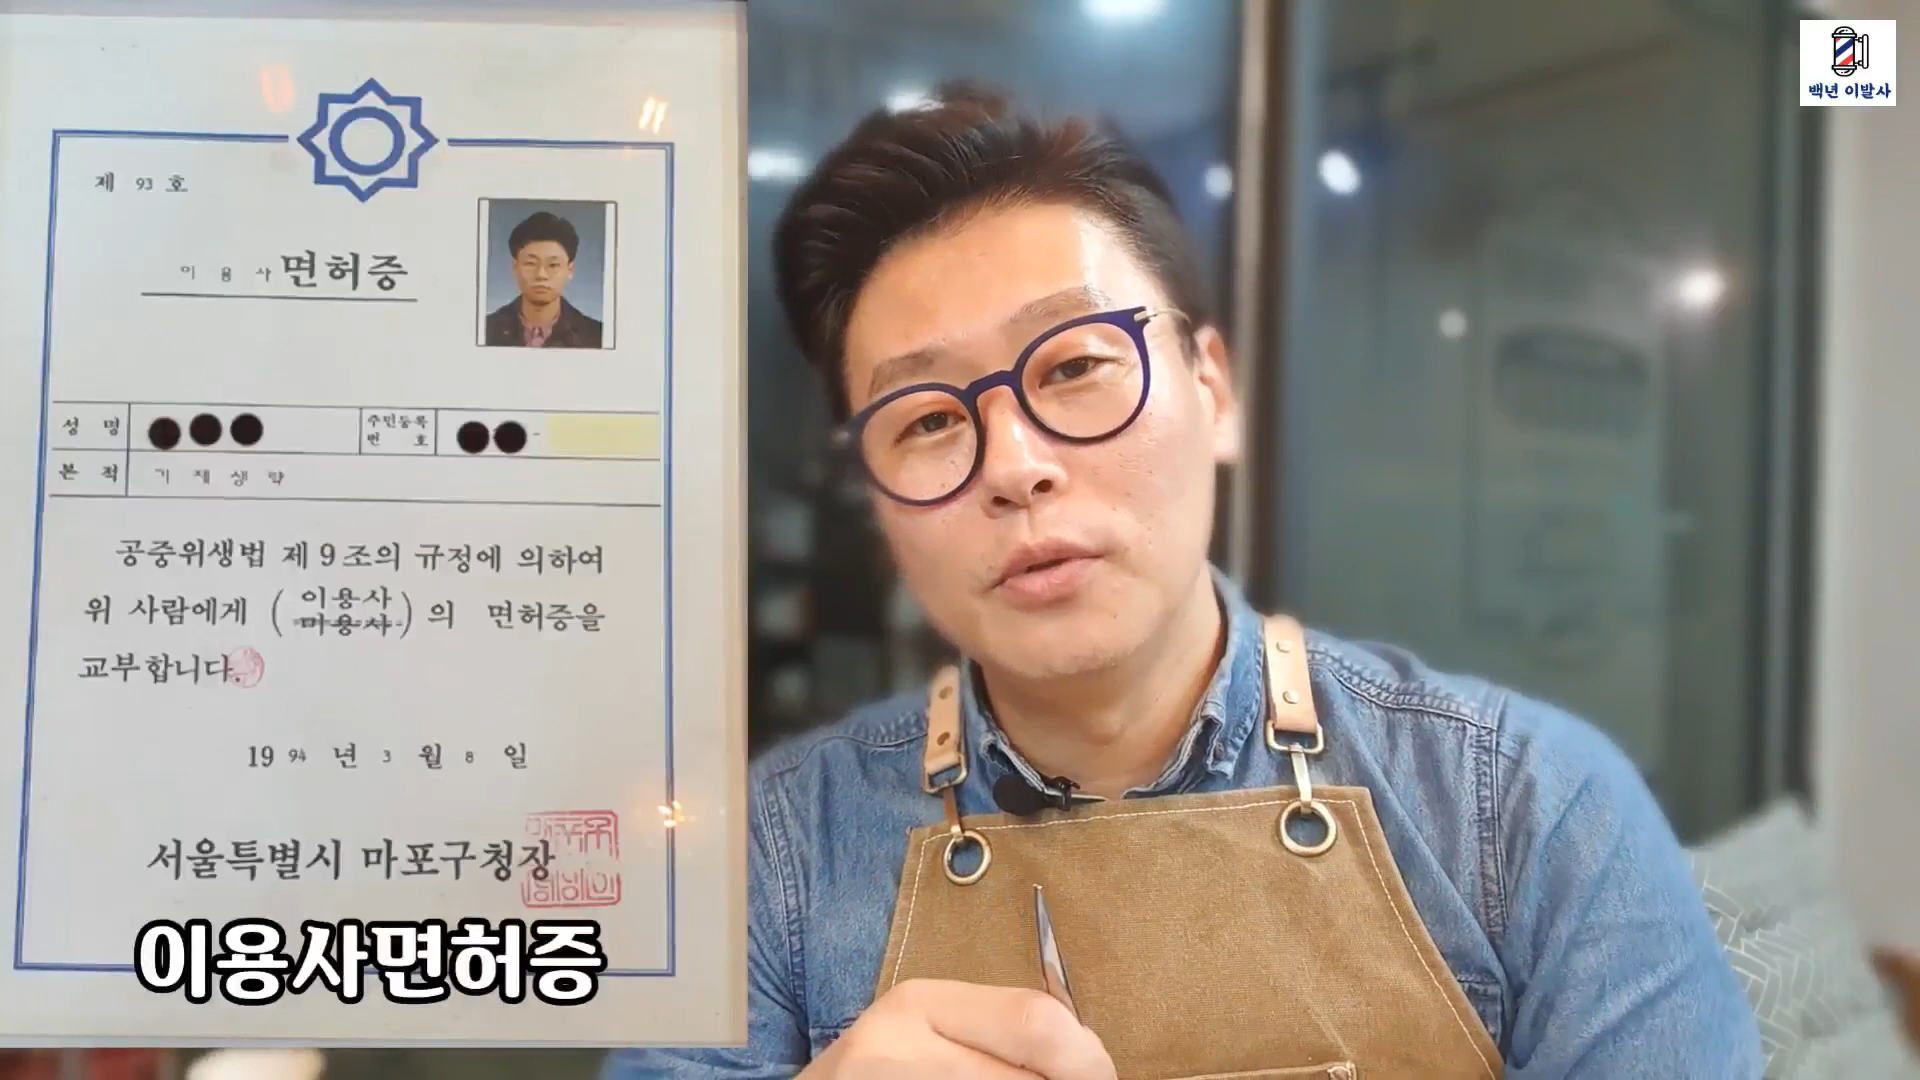 제 93 호
이 용 사 면허증
성 명
주민등록
번 호
본 적
기 재 생 략
공중위생법 제 9 조의 규정에 의하여
위 사람에게 ( 이용사
미용사 ) 의 면허증을
교부합니다.
19 94 년 3 월 8 일
서울특별시 마포구청장
이용사면허증
백년 이발사